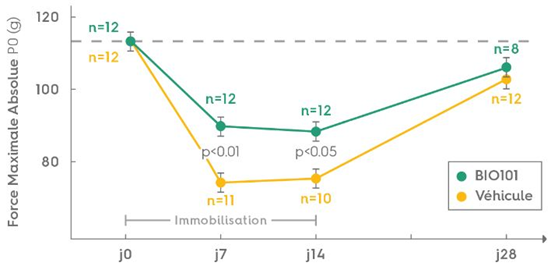 Force Maximale Absolue P0 (g)
120
100
80
n=12
n=12
n=12
n=12
n=8
n=12
p<0.01
p<0.05
n=11
n=10
BIO101
Véhicule
Immobilisation
j0
j7
j14
j28